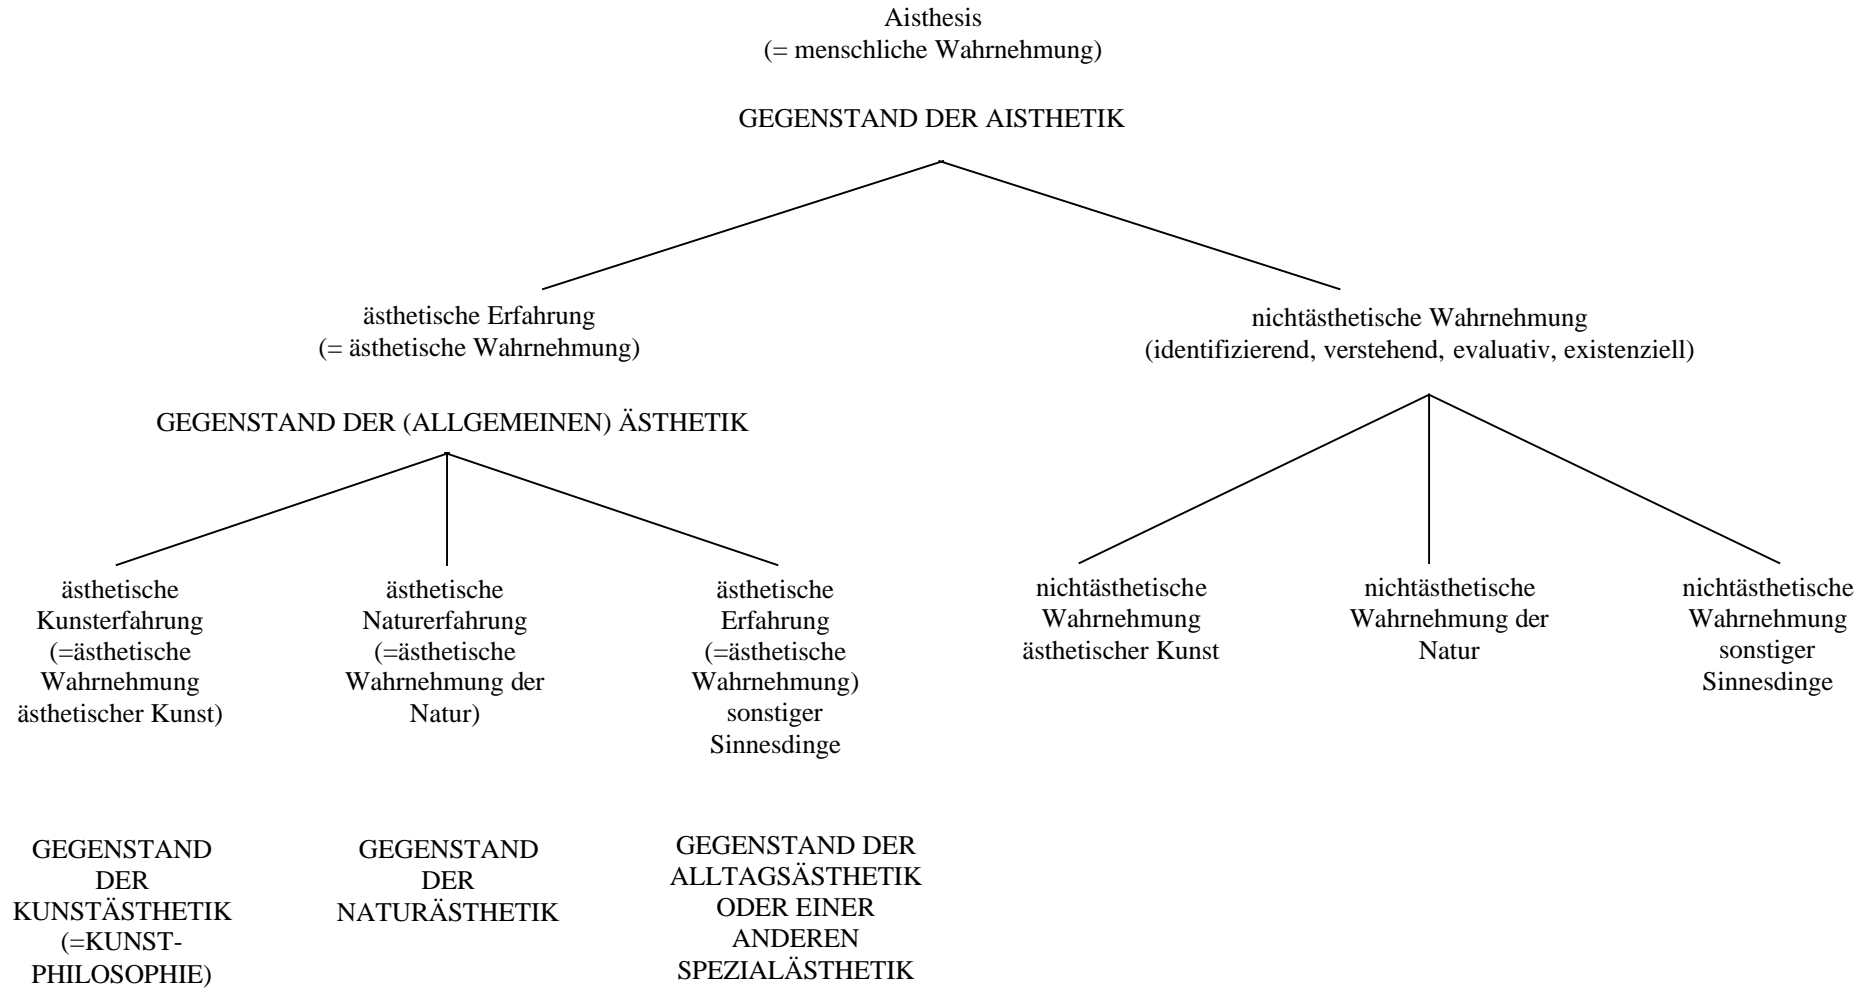 Aisthesis
(= menschliche Wahrnehmung)
GEGENSTAND DER AISTHETIK
ästhetische Erfahrung
(= ästhetische Wahrnehmung)
GEGENSTAND DER (ALLGEMEINEN) ÄSTHETIK
nichtästhetische Wahrnehmung
(identifizierend, verstehend, evaluativ, existenziell)
ästhetische
Kunsterfahrung
(=ästhetische
Wahrnehmung
ästhetischer Kunst)
ästhetische
Naturerfahrung
(=ästhetische
Wahrnehmung der
Natur)
ästhetische
Erfahrung
(=ästhetische
Wahrnehmung)
sonstiger
Sinnesdinge
nichtästhetische
Wahrnehmung
ästhetischer Kunst
nichtästhetische
Wahrnehmung der
Natur
nichtästhetische
Wahrnehmung
sonstiger
Sinnesdinge
GEGENSTAND
DER
KUNSTÄSTHETIK
(=KUNST-
PHILOSOPHIE)
GEGENSTAND
DER
NATURÄSTHETIK
GEGENSTAND DER
ALLTAGSÄSTHETIK
ODER EINER
ANDEREN
SPEZIALÄSTHETIK